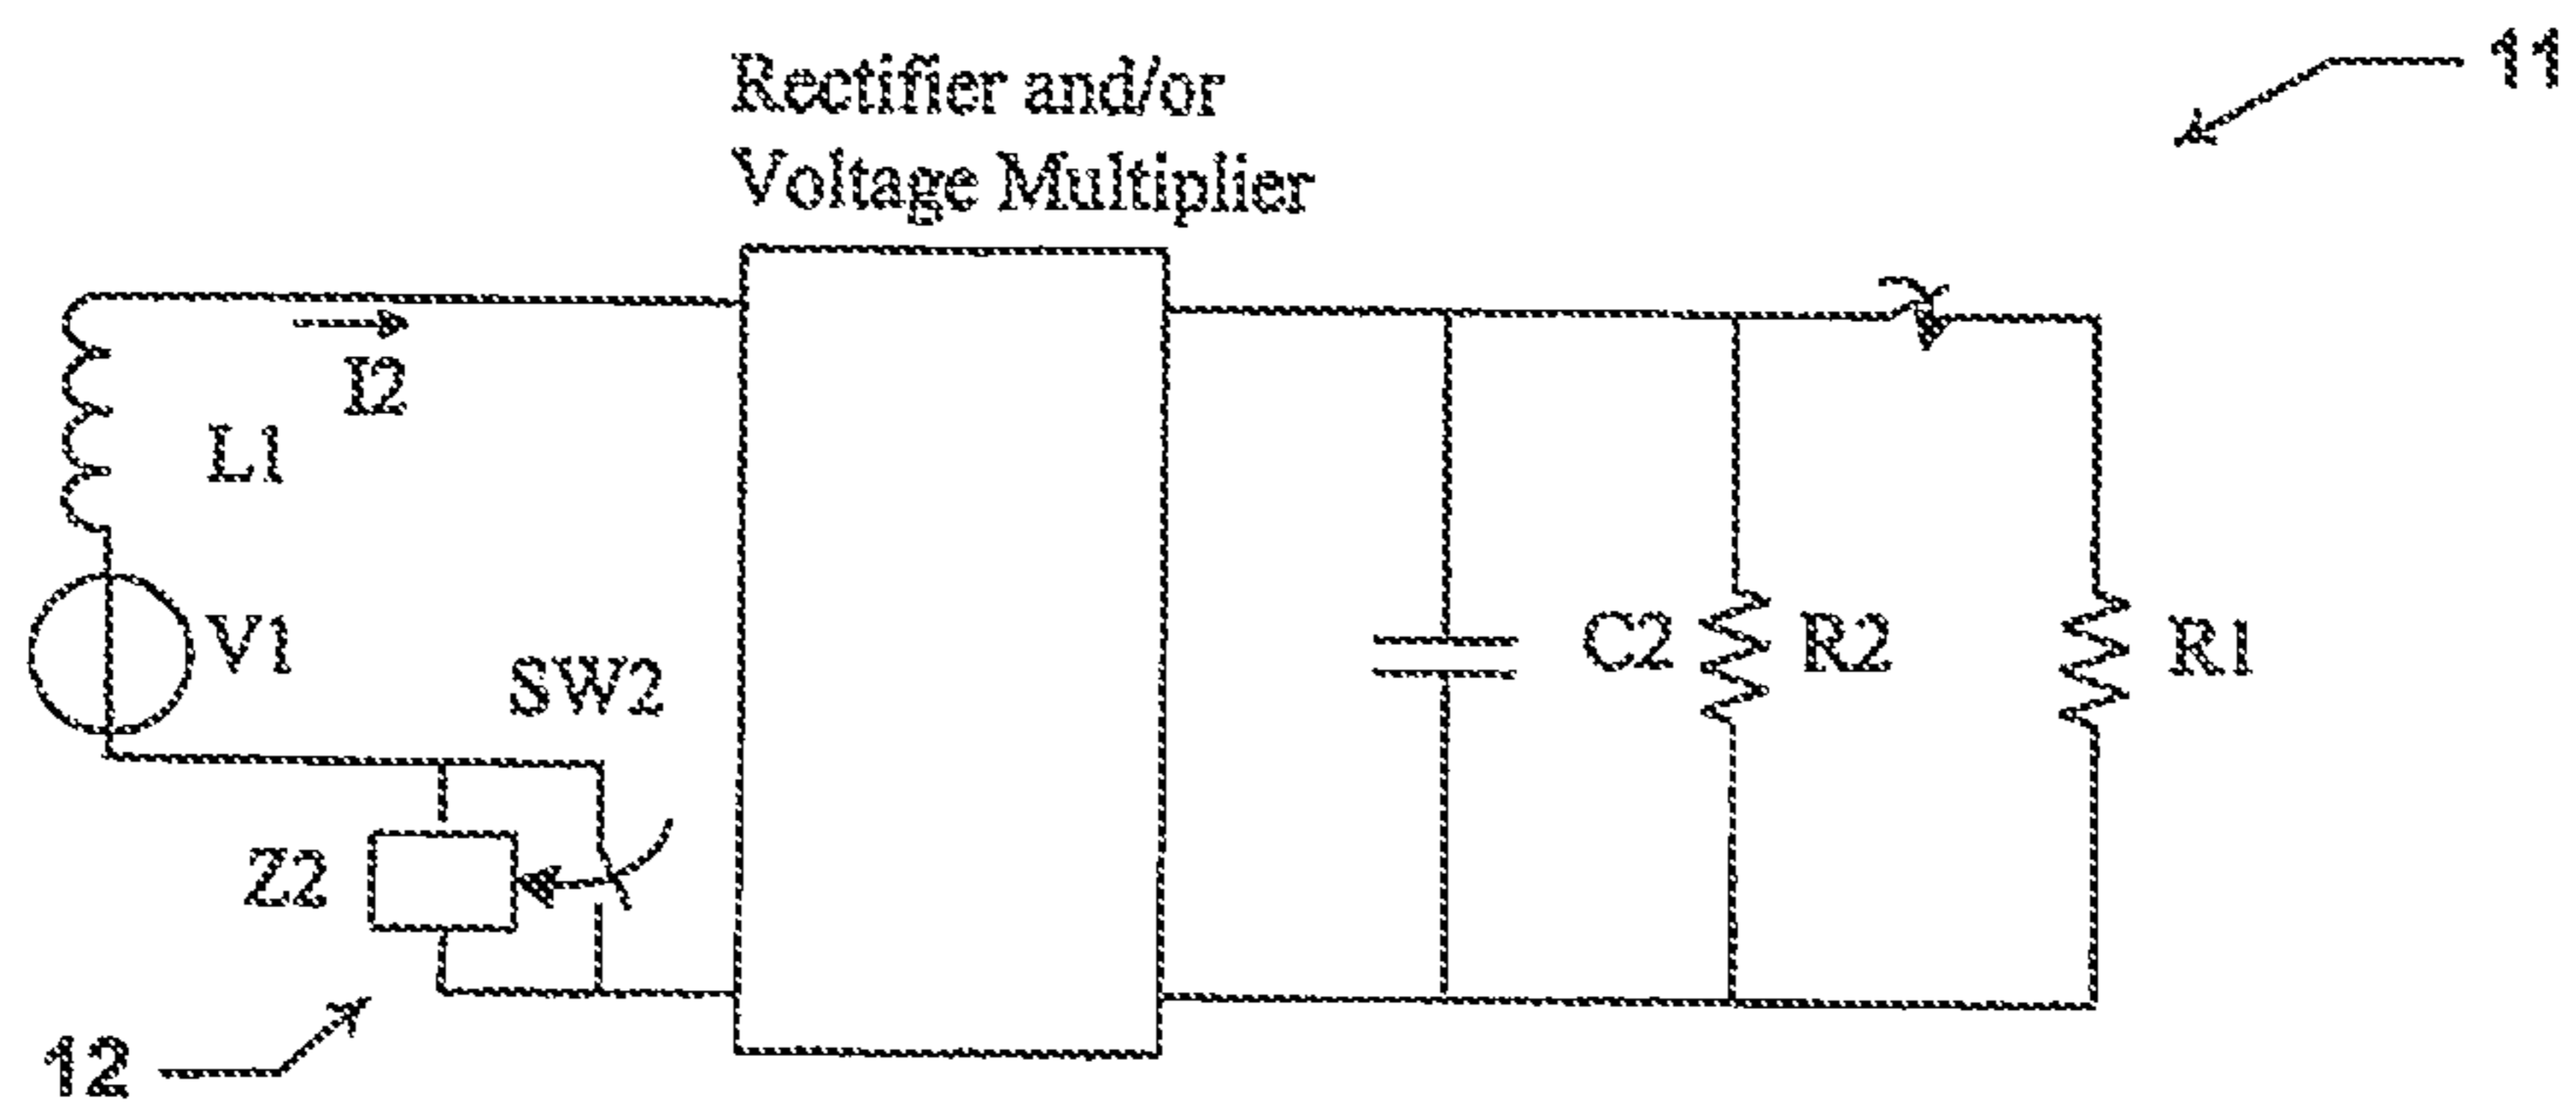 11
Rectifier and/or
Voltage Multiplier
I2
L1
V1
SW2
C2
R2
R1
Z2
12